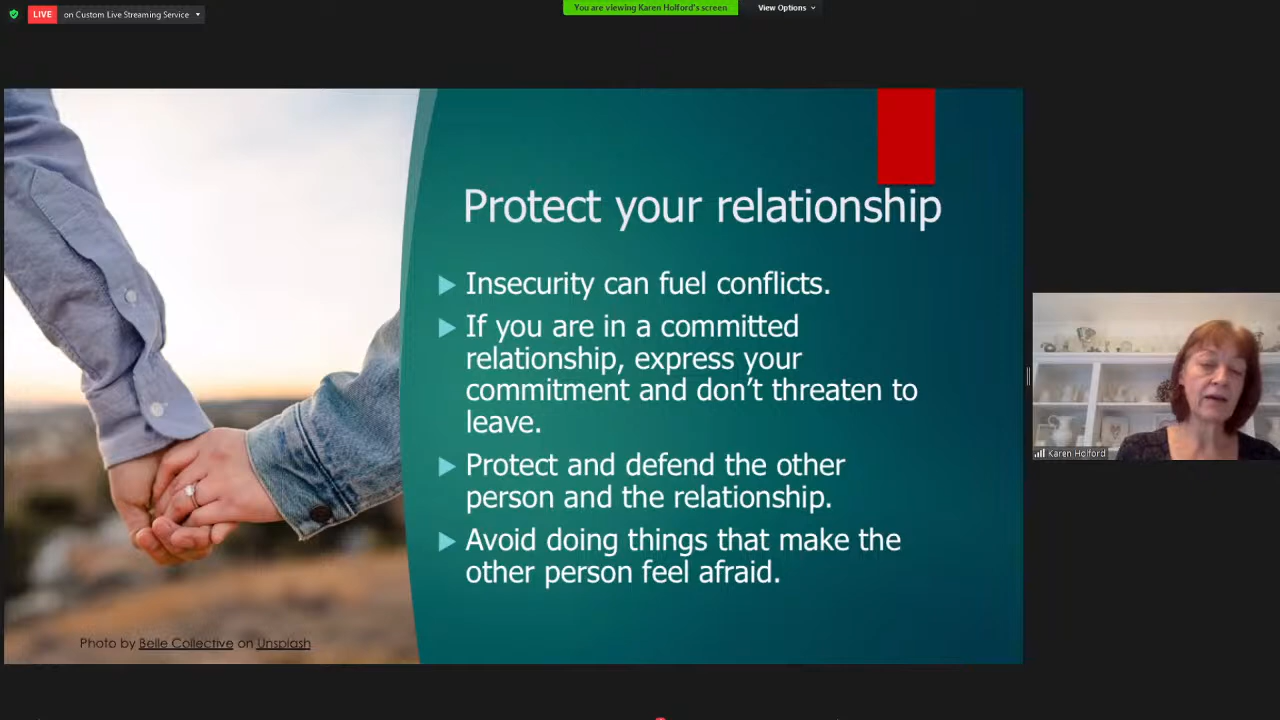 LIVE on Custom Live Streaming Service
You are viewing Karen Holford's screen View Options
Protect your relationship
Insecurity can fuel conflicts.
If you are in a committed
relationship, express your
commitment and don’t threaten to
leave.
Protect and defend the other
person and the relationship.
Avoid doing things that make the
other person feel afraid.
Photo by Belle Collective on Unsplash
Karen Holford